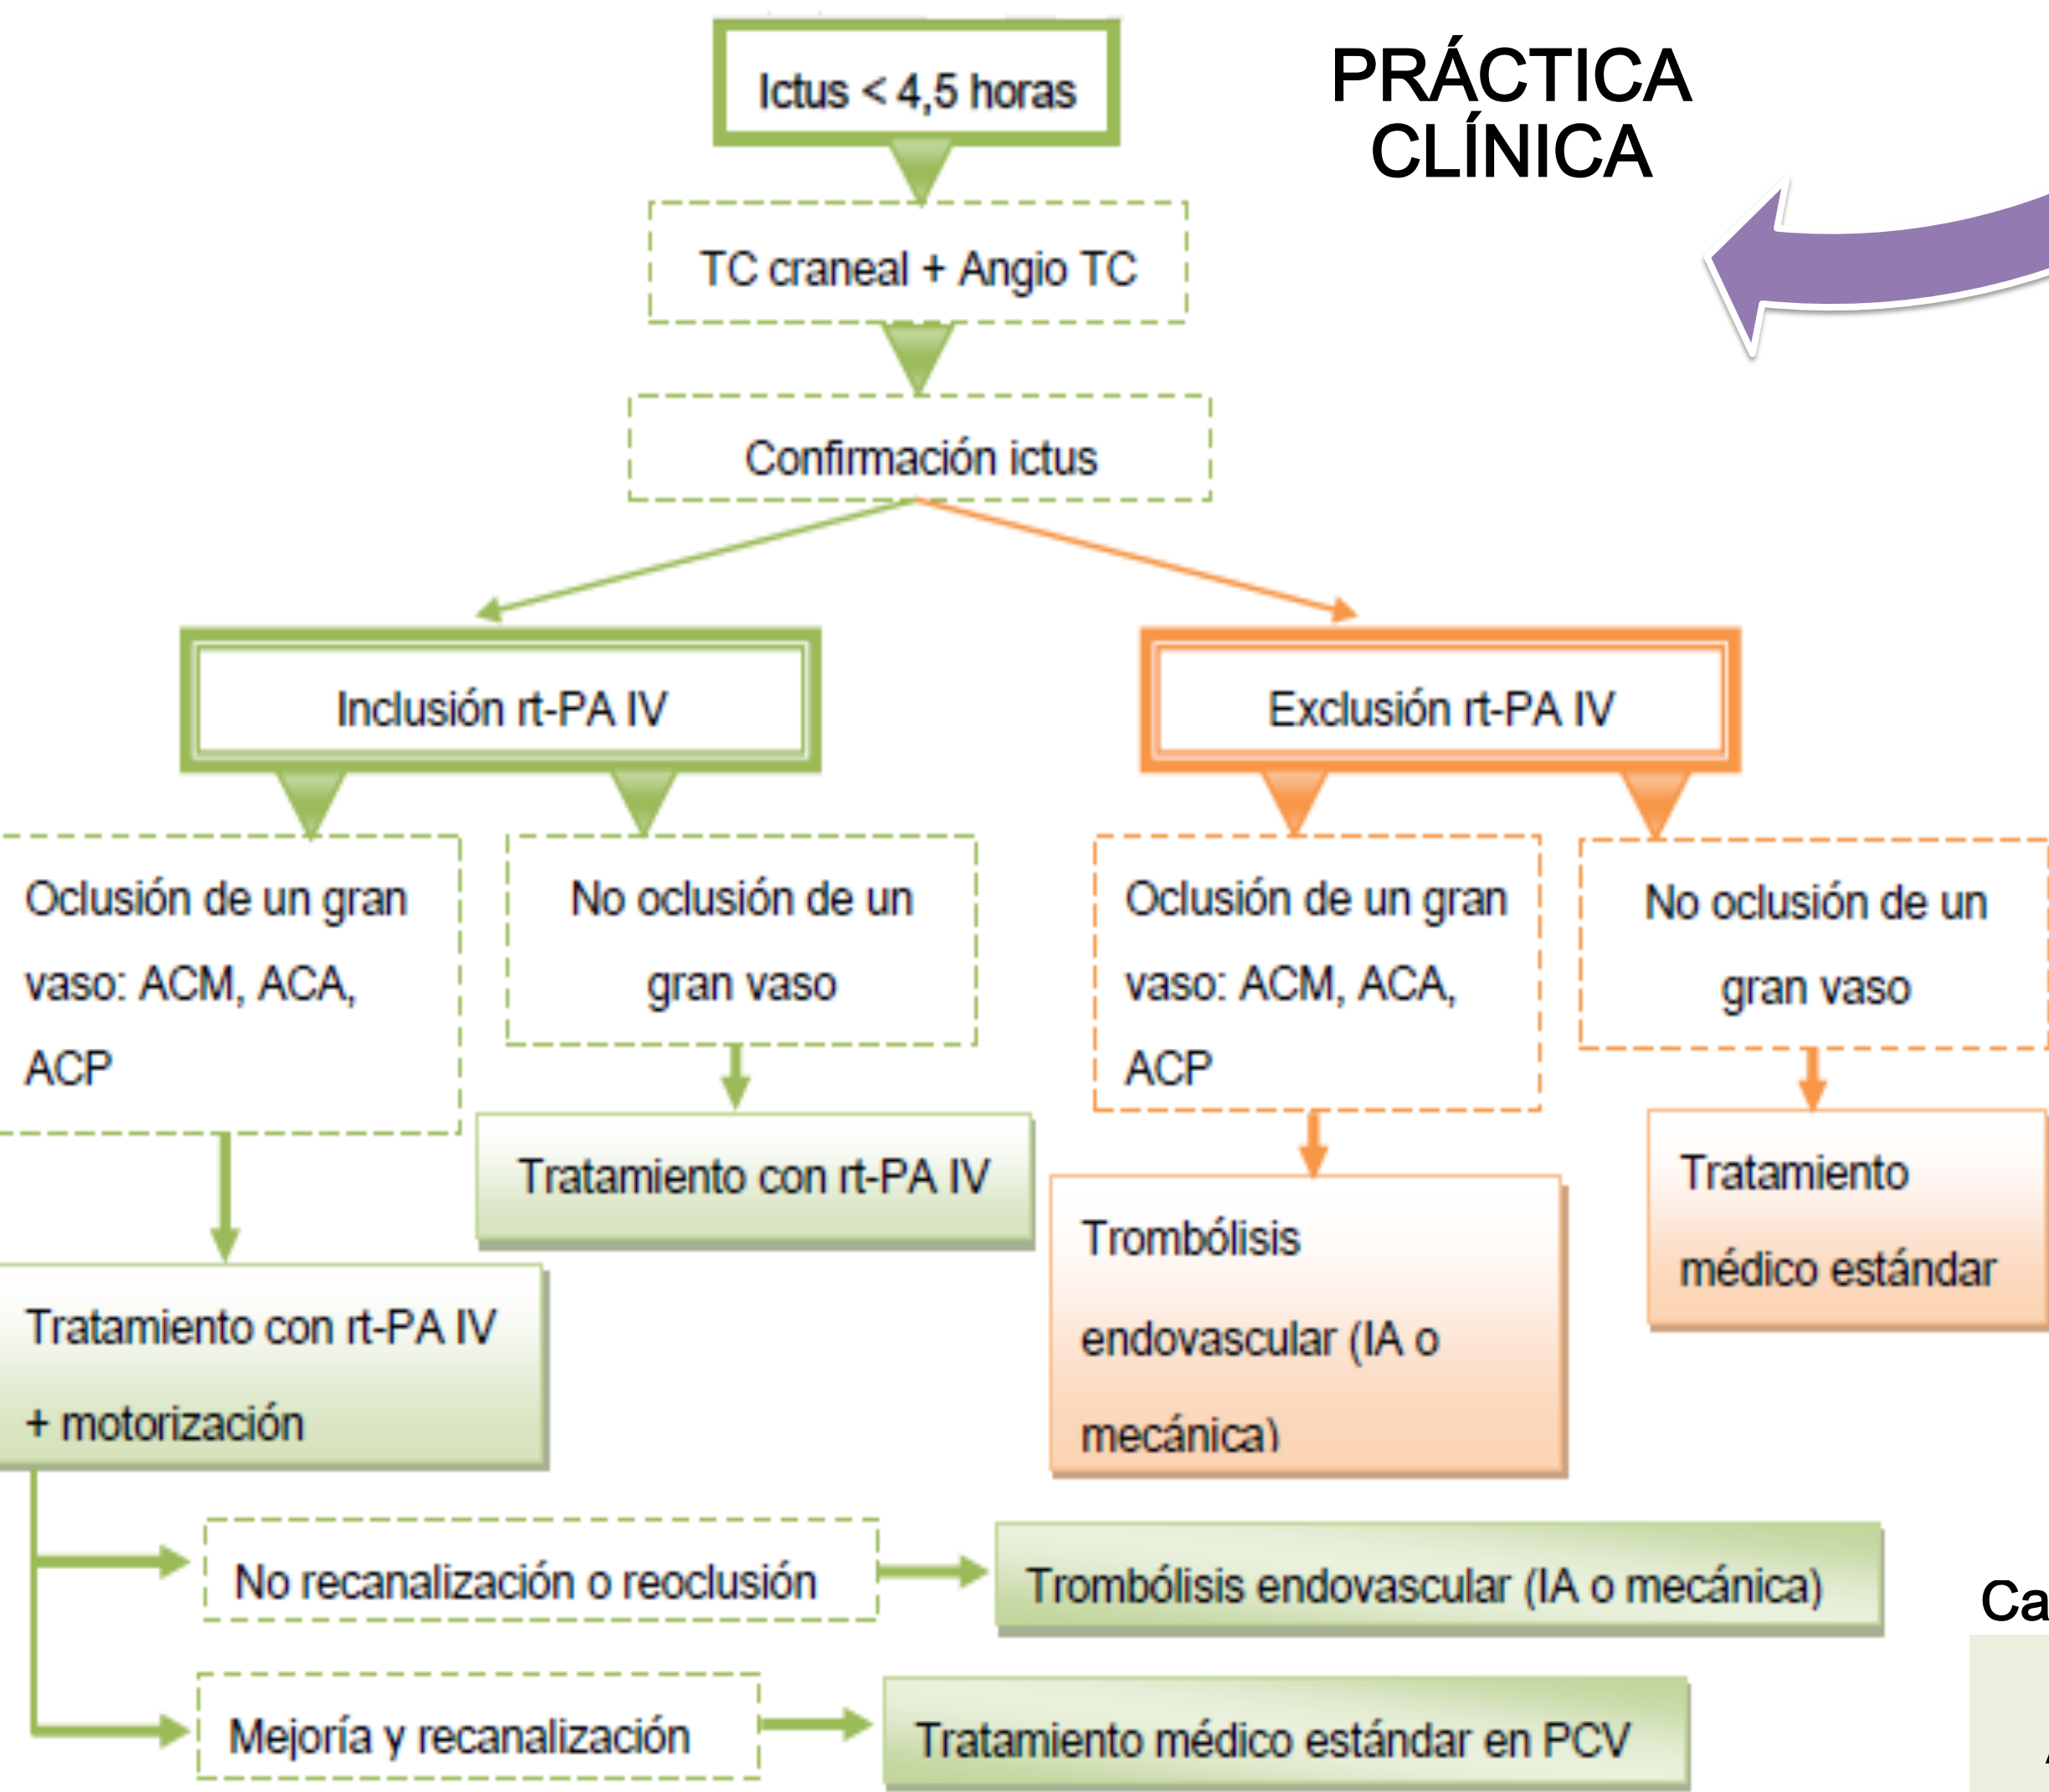 Ictus < 4,5 horas
PRÁCTICA
CLÍNICA
TC craneal + Angio TC
Confirmación ictus
Inclusión rt-PA IV
Exclusión rt-PA IV
Oclusión de un gran
vaso: ACM, ACA,
ACP
No oclusión de un
gran vaso
Oclusión de un gran
vaso: ACM, ACA,
ACP
No oclusión de un
gran vaso
Tratamiento con rt-PA IV
Tratamiento
médico estándar
Trombólisis
endovascular (IA o
mecánica)
Tratamiento con rt-PA IV
+ motorización
No recanalización o reoclusión
Trombólisis endovascular (IA o mecánica)
Mejoría y recanalización
Tratamiento médico estándar en PCV